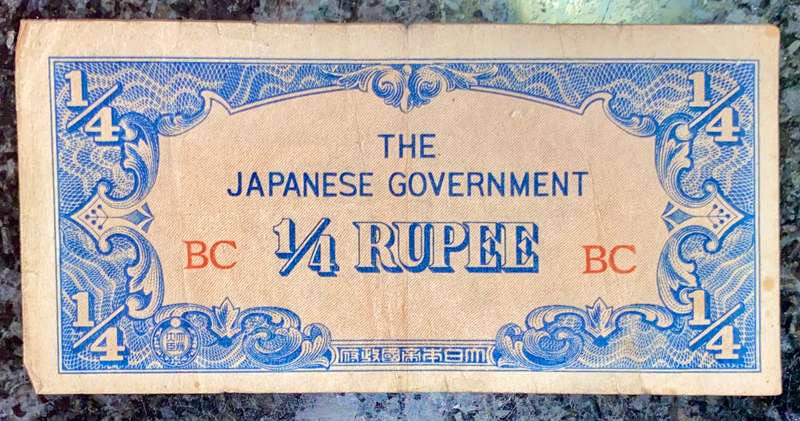 1/4 1/4
THE
JAPANESE GOVERNMENT
BC 1/4 RUPEE BC
1/4 1/4
大日本帝國政府